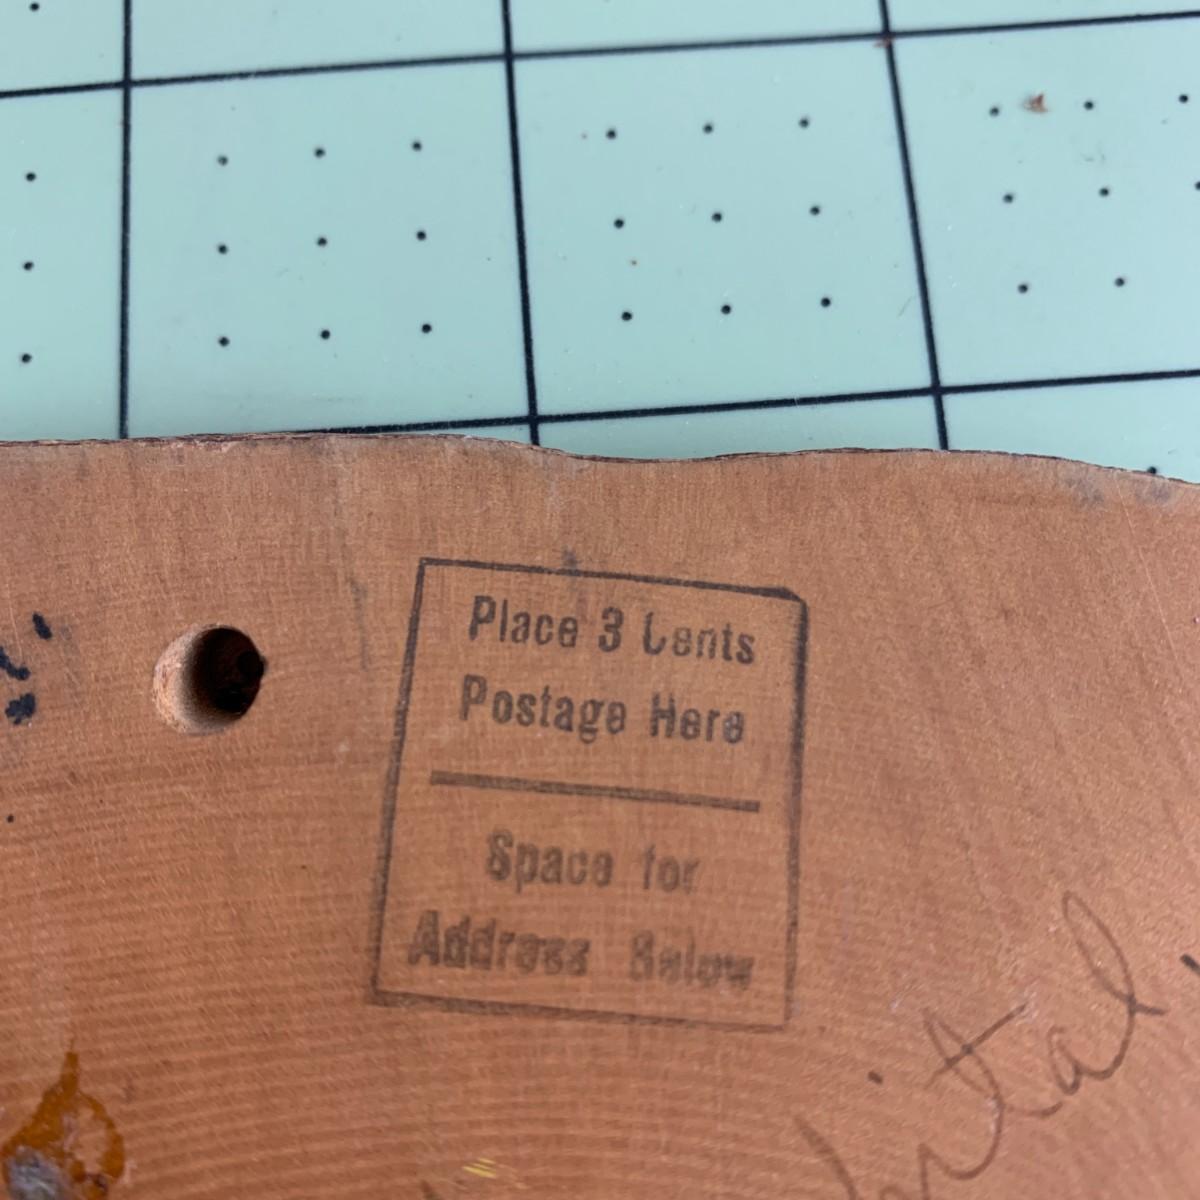 Place 3 Cents
Postage Here
Space for
Address Below